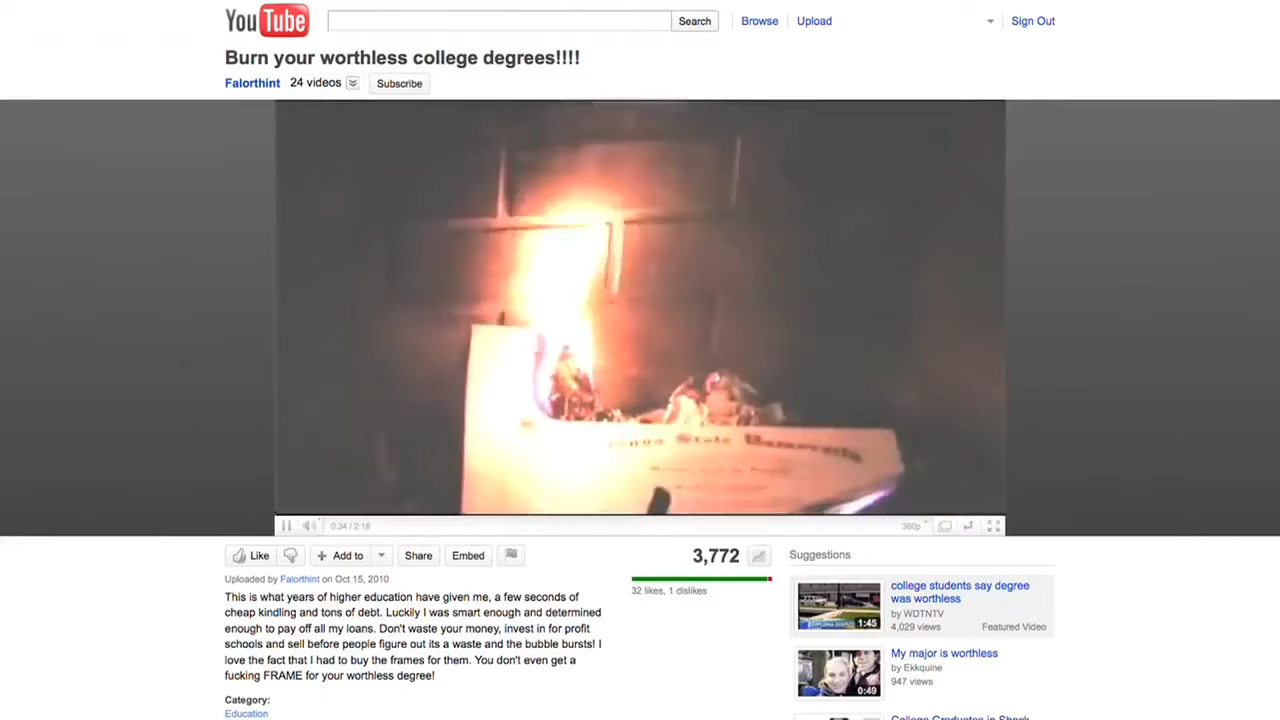 YouTube
Search
Browse
Upload
Sign Out
Burn your worthless college degrees!!!!
Falorthint 24 videos
Subscribe
State University
0:34 / 2:18
360p
Like
Add to
Share
Embed
3,772
Suggestions
Uploaded by Falorthint on Oct 15, 2010
32 likes, 1 dislikes
This is what years of higher education have given me, a few seconds of
cheap kindling and tons of debt. Luckily I was smart enough and determined
enough to pay off all my loans. Don't waste your money, invest in for profit
schools and sell before people figure out its a waste and the bubble bursts! I
love the fact that I had to buy the frames for them. You don't even get a
fucking FRAME for your worthless degree!
Category:
Education
college students say degree
was worthless
by WDTNTV
4,029 views
Featured Video
1:45
My major is worthless
by Ekkquine
947 views
0:49
College Graduates in Shock